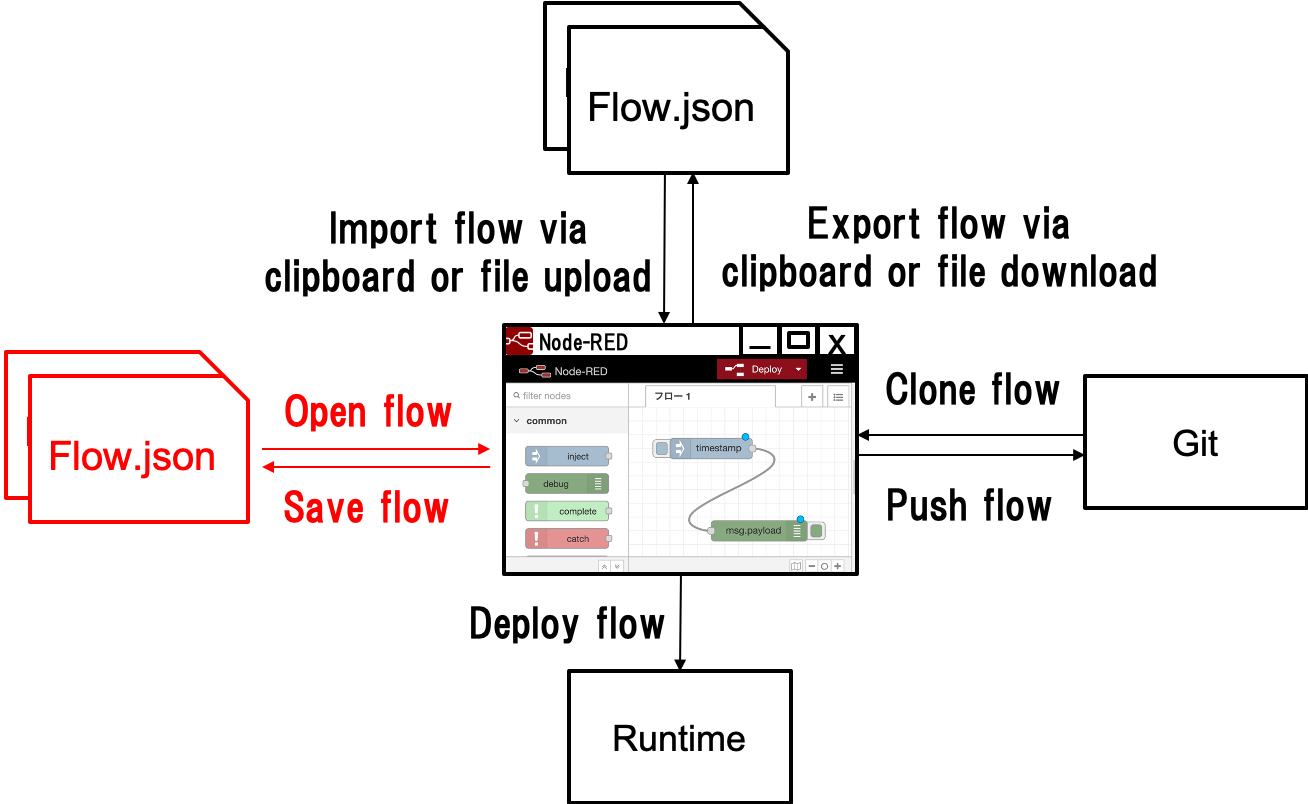 Flow.json
Import flow via
clipboard or file upload
Export flow via
clipboard or file download
Node-RED
X
Node-RED
Deploy
filter nodes
フロー 1
common
inject
debug
complete
catch
timestamp
msg.payload
Flow.json
Open flow
Save flow
Clone flow
Push flow
Git
Deploy flow
Runtime